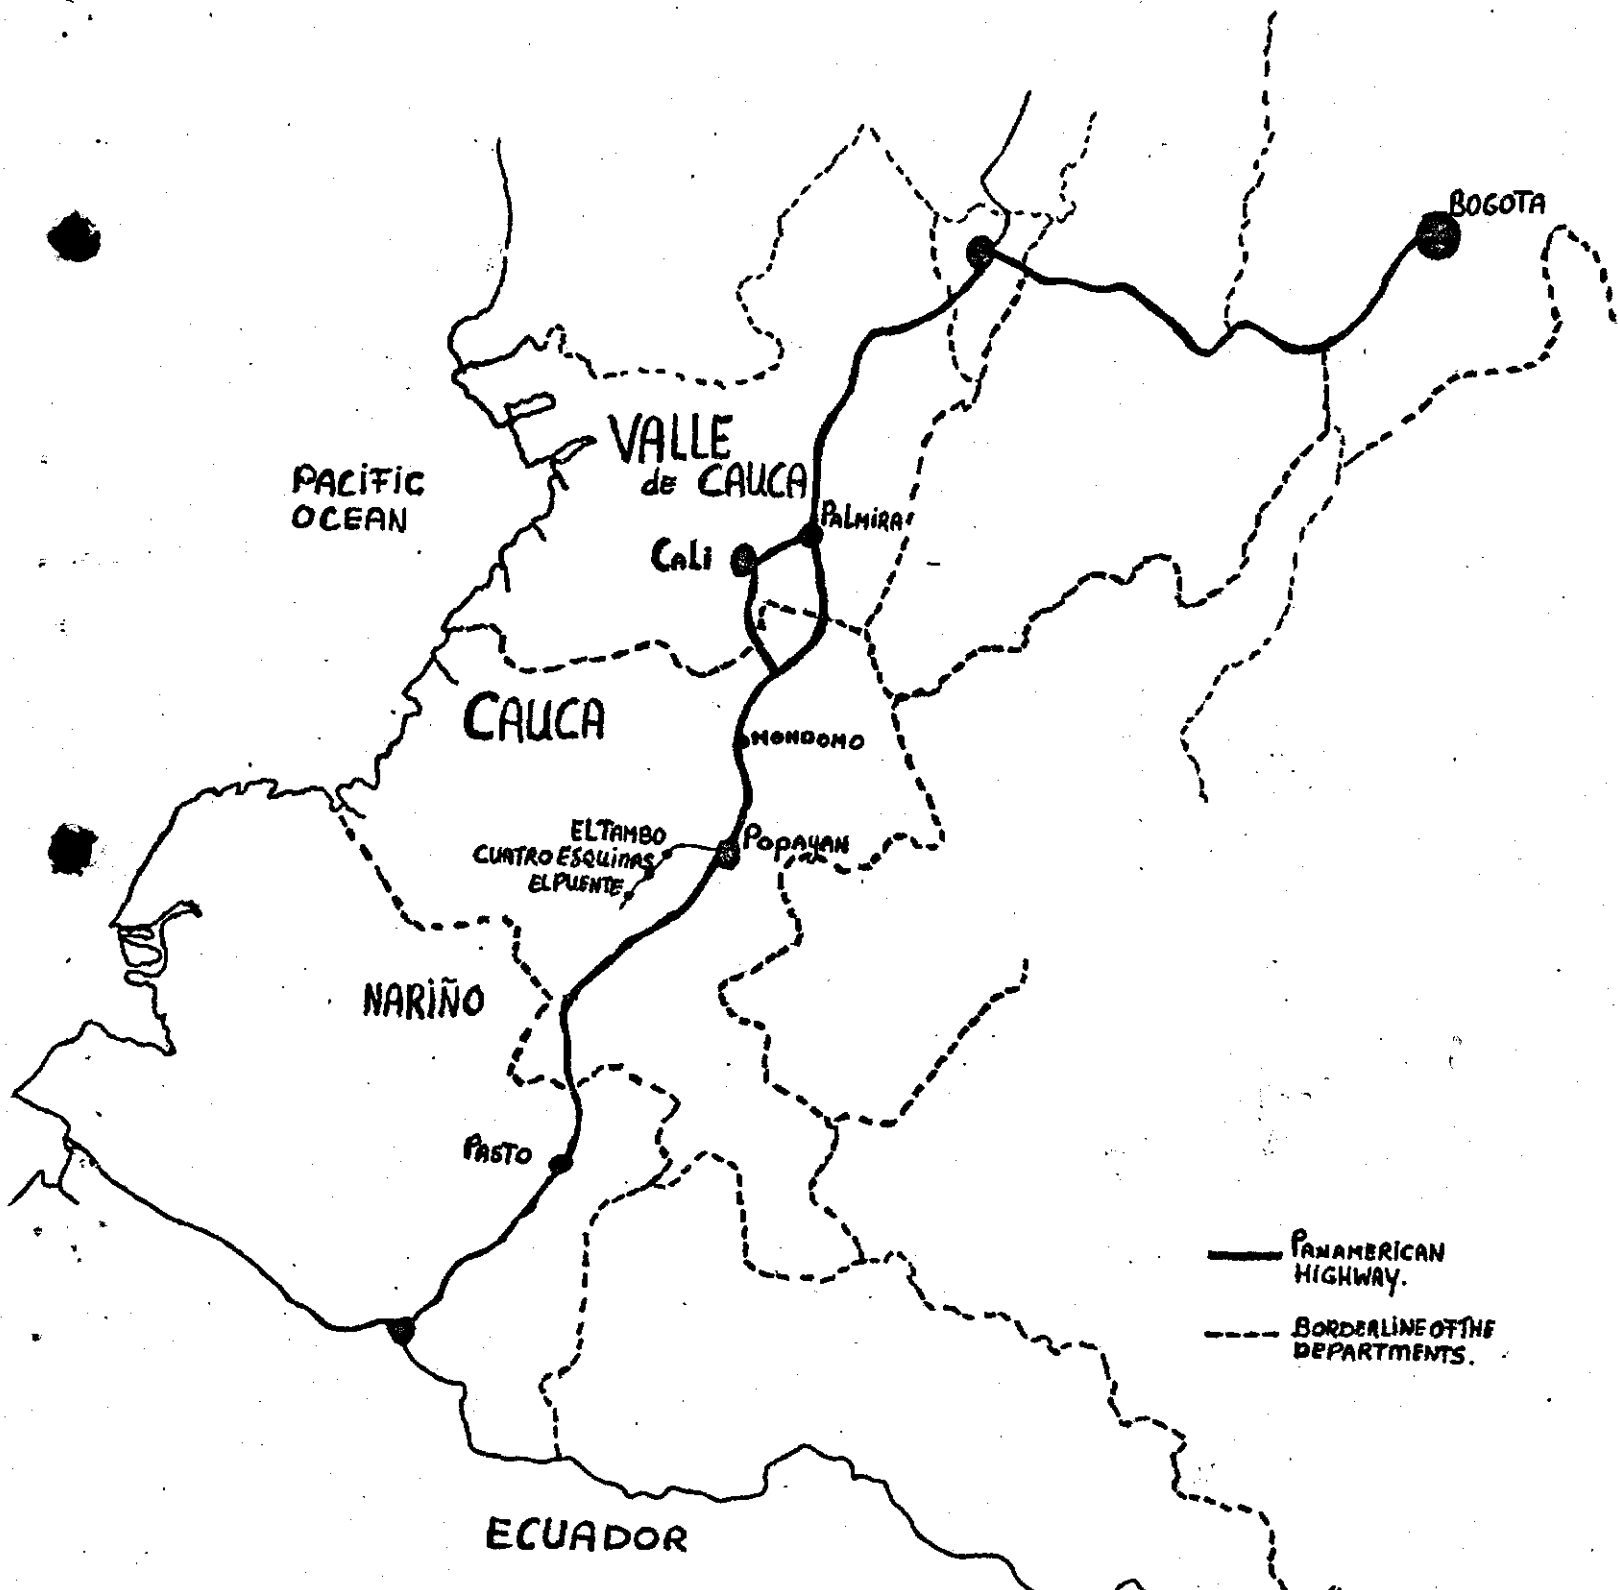 BOGOTA
VALLE
de CAUCA
PACIFIC
OCEAN
PALMIRA
CALI
CAUCA
MONDOMO
EL TAMBO
CUATRO ESQUINAS
EL PUENTE
POPAYAN
NARIÑO
PASTO
PANAMERICAN
HIGHWAY.
BORDERLINE OF THE
DEPARTMENTS.
ECUADOR